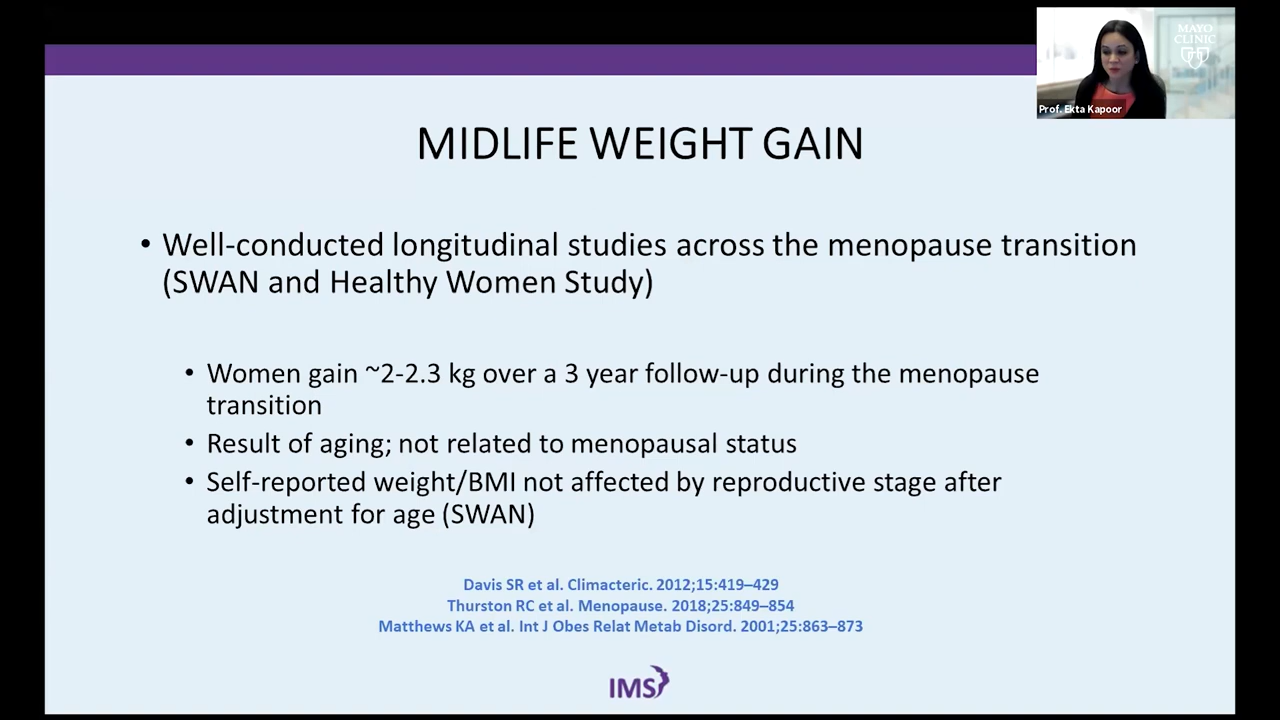 MAYO
CLINIC
Prof. Ekta Kapoor
MIDLIFE WEIGHT GAIN
• Well-conducted longitudinal studies across the menopause transition
(SWAN and Healthy Women Study)
• Women gain ~2-2.3 kg over a 3 year follow-up during the menopause
transition
• Result of aging; not related to menopausal status
• Self-reported weight/BMI not affected by reproductive stage after
adjustment for age (SWAN)
Davis SR et al. Climacteric. 2012;15:419–429
Thurston RC et al. Menopause. 2018;25:849–854
Matthews KA et al. Int J Obes Relat Metab Disord. 2001;25:863–873
IMS